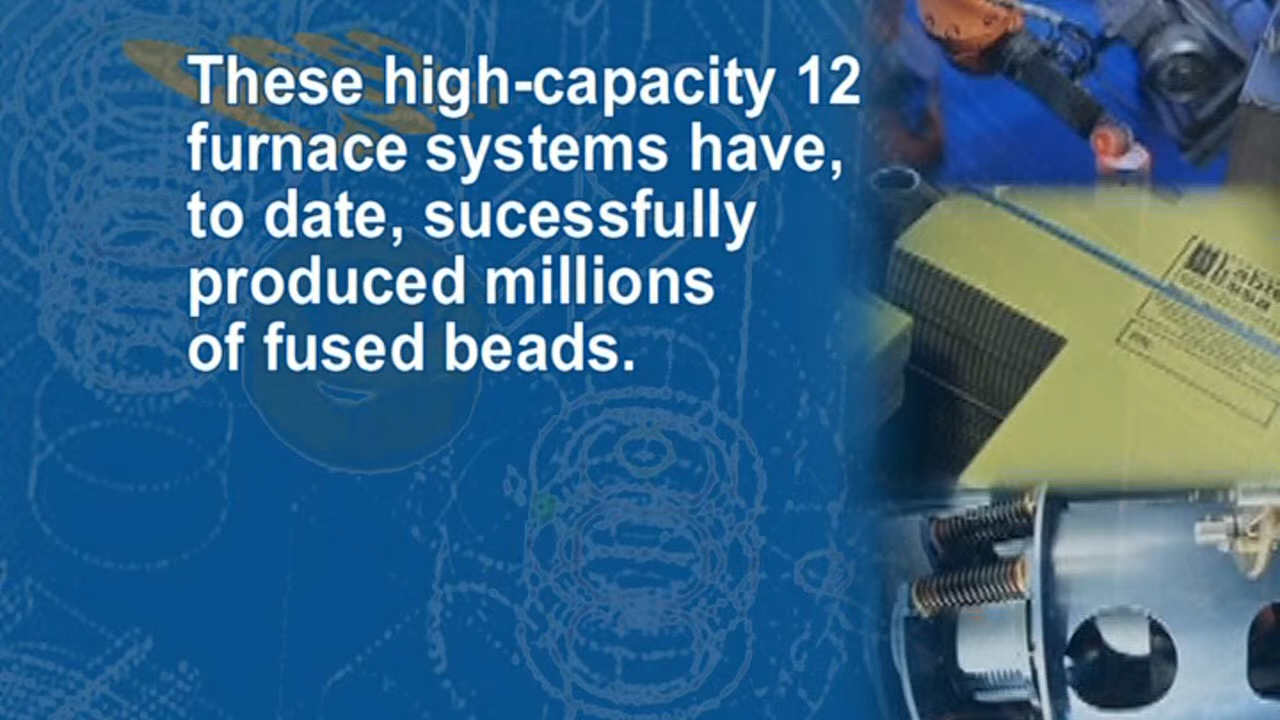 These high-capacity 12
furnace systems have,
to date, sucessfully
produced millions
of fused beads.